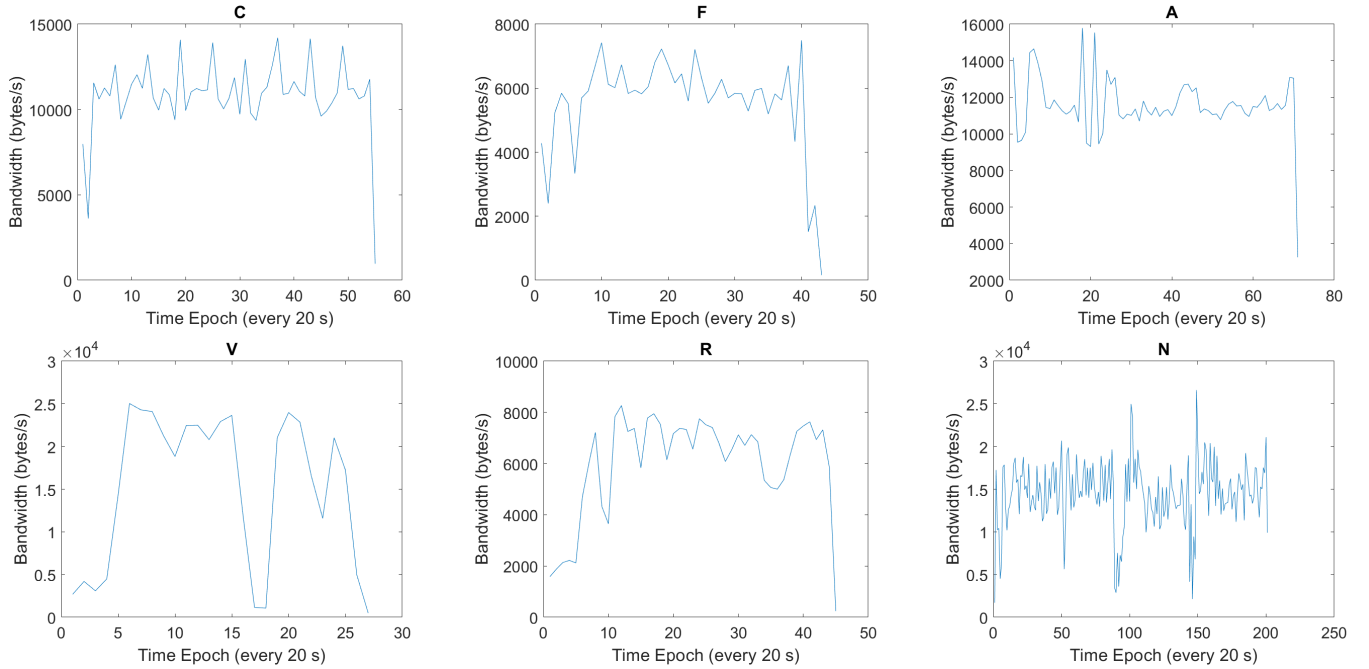 C
15000
10000
5000
0
Bandwidth (bytes/s)
0 10 20 30 40 50 60
Time Epoch (every 20 s)
F
8000
6000
4000
2000
0
Bandwidth (bytes/s)
0 10 20 30 40 50
Time Epoch (every 20 s)
A
16000
14000
12000
10000
8000
6000
4000
2000
Bandwidth (bytes/s)
0 20 40 60 80
Time Epoch (every 20 s)
V
×10^4
3
2.5
2
1.5
1
0.5
0
Bandwidth (bytes/s)
0 5 10 15 20 25 30
Time Epoch (every 20 s)
R
10000
8000
6000
4000
2000
0
Bandwidth (bytes/s)
0 10 20 30 40 50
Time Epoch (every 20 s)
N
×10^4
3
2.5
2
1.5
1
0.5
0
Bandwidth (bytes/s)
0 50 100 150 200 250
Time Epoch (every 20 s)